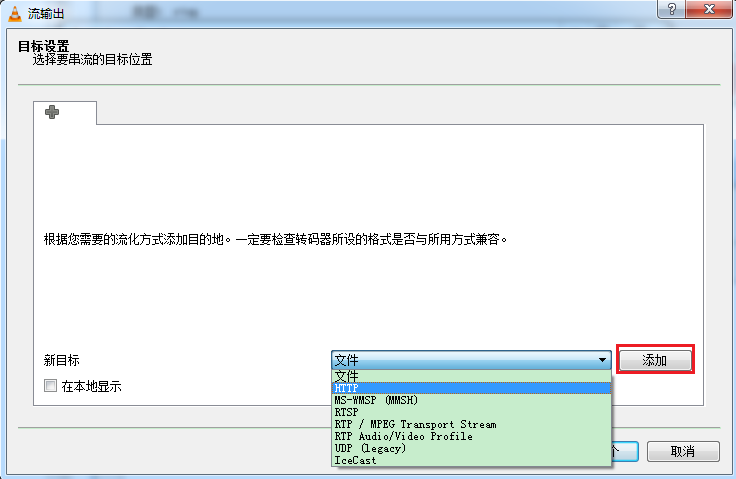 流输出
?
目标设置
选择要串流的目标位置
根据您需要的流化方式添加目的地。一定要检查转码器所设的格式是否与所用方式兼容。
新目标
文件
添加
在本地显示
文件
HTTP
MS-WMSP (MMSH)
RTSP
RTP / MPEG Transport Stream
RTP Audio/Video Profile
UDP (legacy)
IceCast
个
取消